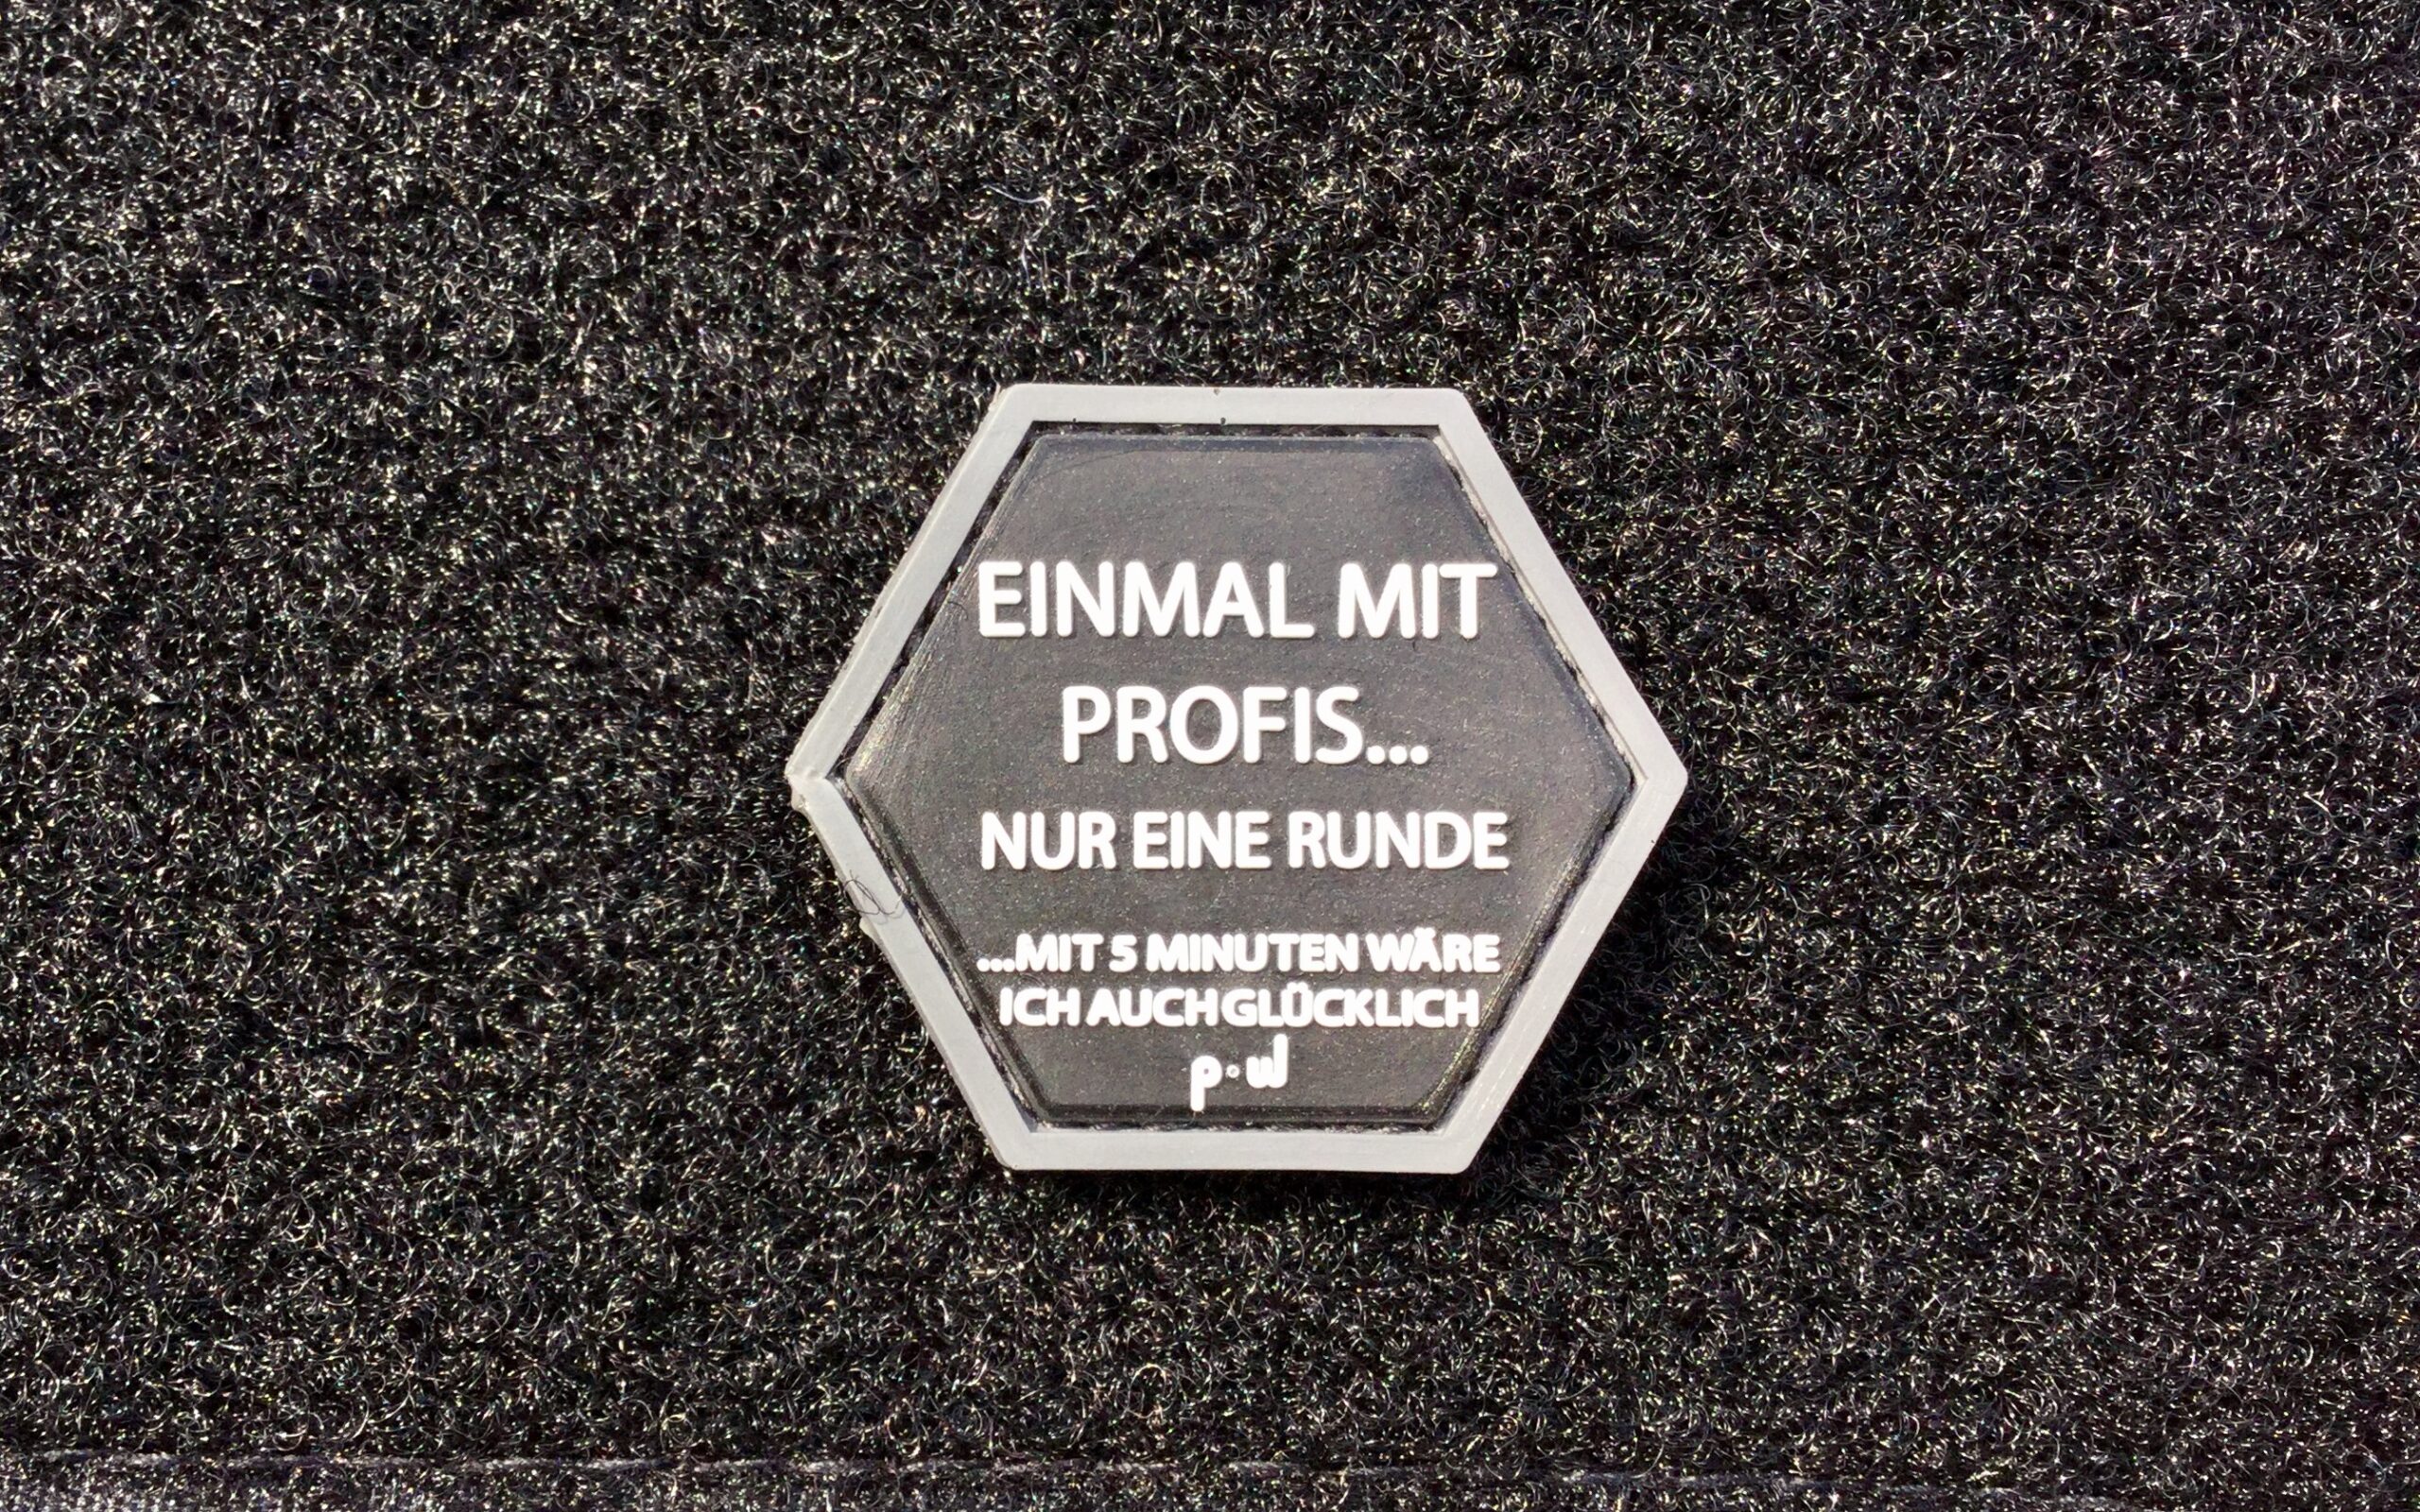 EINMAL MIT
PROFIS...
NUR EINE RUNDE
...MIT 5 MINUTEN WÄRE
ICH AUCH GLÜCKLICH